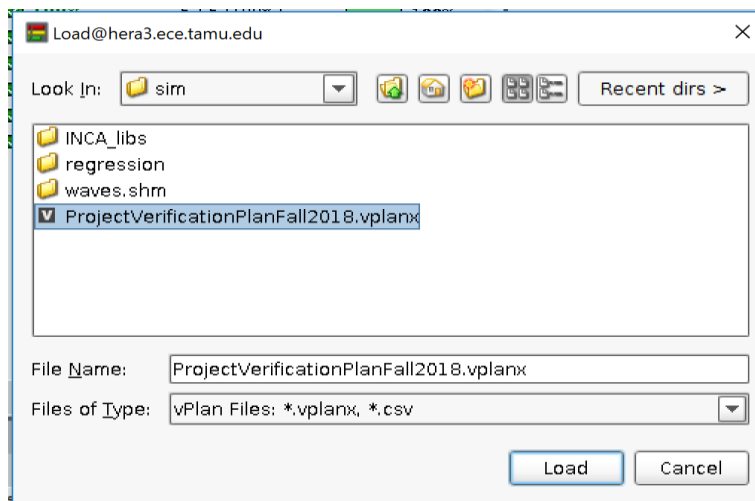 Load@hera3.ece.tamu.edu
Look In: sim Recent dirs >
INCA_libs
regression
waves.shm
V ProjectVerificationPlanFall2018.vplanx
File Name: ProjectVerificationPlanFall2018.vplanx
Files of Type: vPlan Files: *.vplanx, *.csv
Load Cancel